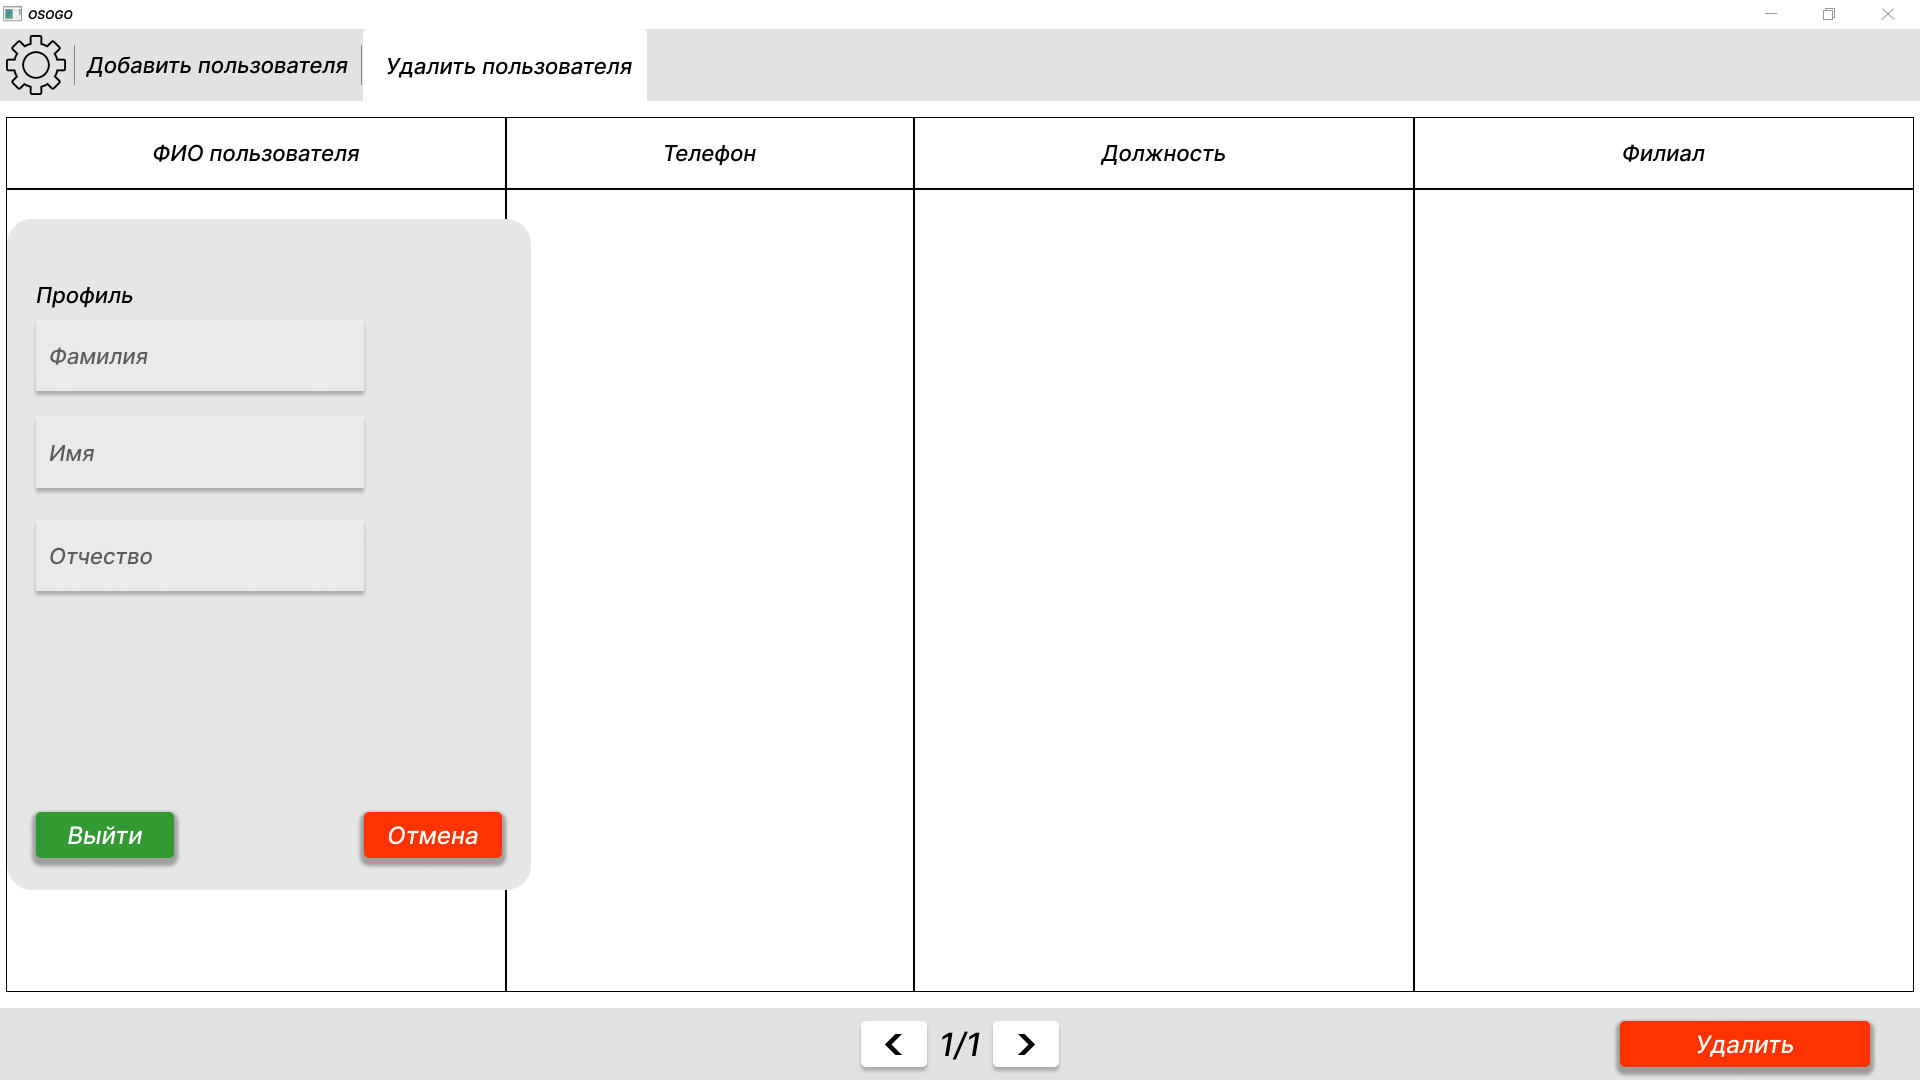 OSOGO
Добавить пользователя
Удалить пользователя
ФИО пользователя
Телефон
Должность
Филиал
Профиль
Фамилия
Имя
Отчество
Выйти
Отмена
1/1
Удалить